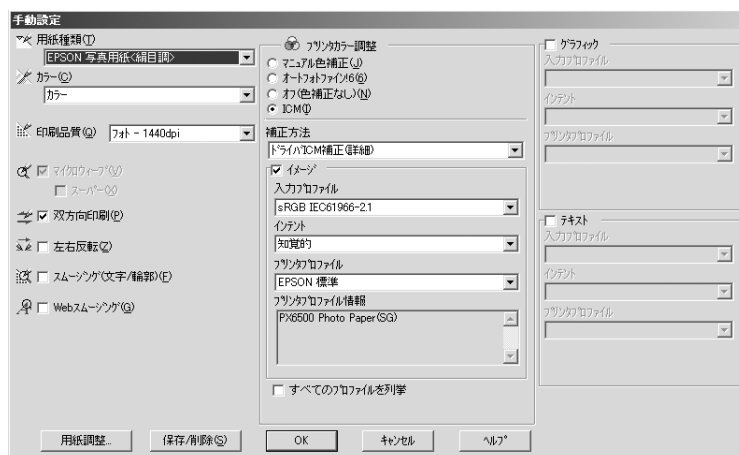 手動設定
用紙種類(T)
EPSON 写真用紙<絹目調>
カラー(C)
カラー
印刷品質(Q)
フォト - 1440dpi
マイクロウィーブ(V)
スーパー(X)
双方向印刷(P)
左右反転(Z)
スムージング(文字/輪郭)(E)
Webスムージング(G)
用紙調整...
保存/削除(S)
プリンタカラー調整
マニュアル色補正(J)
オートフォトファイン!6(6)
オフ(色補正なし)(N)
ICM(I)
補正方法
ドライバICM補正(詳細)
イメージ
入力プロファイル
sRGB IEC61966-2.1
インテント
知覚的
プリンタプロファイル
EPSON 標準
プリンタプロファイル情報
PX6500 Photo Paper(SG)
すべてのプロファイルを列挙
OK
キャンセル
ヘルプ
グラフィック
入力プロファイル
インテント
プリンタプロファイル
テキスト
入力プロファイル
インテント
プリンタプロファイル